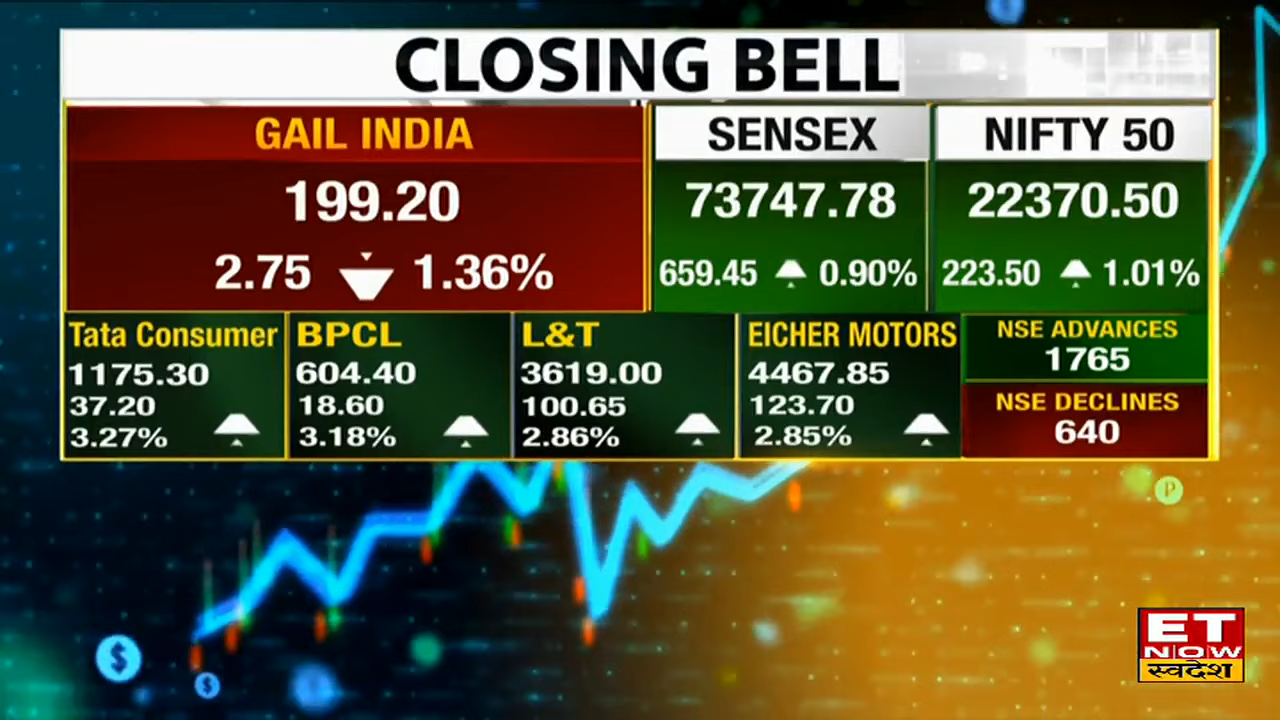 CLOSING BELL
GAIL INDIA
199.20
2.75 1.36%
SENSEX
73747.78
659.45 0.90%
NIFTY 50
22370.50
223.50 1.01%
Tata Consumer
1175.30
37.20
3.27%
BPCL
604.40
18.60
3.18%
L&T
3619.00
100.65
2.86%
EICHER MOTORS
4467.85
123.70
2.85%
NSE ADVANCES
1765
NSE DECLINES
640
P
$
$
ET
NOW
स्वदेश